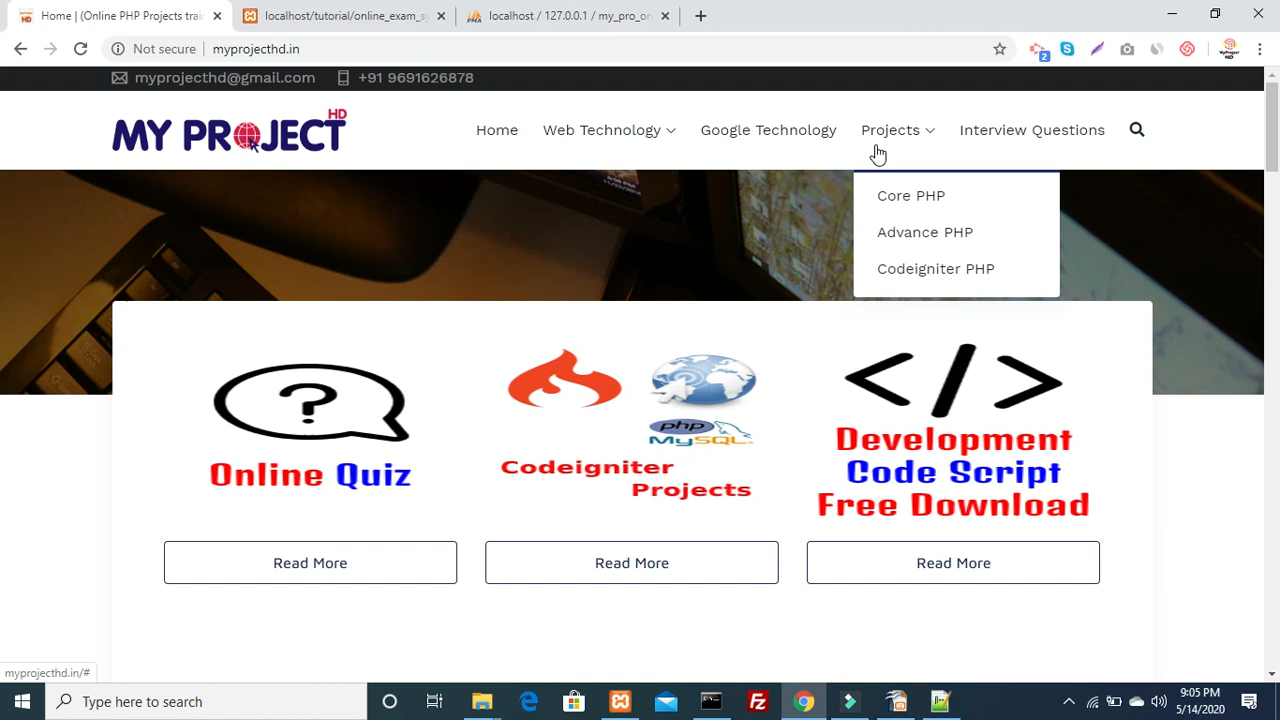 Home | (Online PHP Projects trai
localhost/tutorial/online_exam_s
localhost / 127.0.0.1 / my_pro_on
Not secure
myprojecthd.in
2
myprojecthd@gmail.com
+91 9691626878
MY PROJECT HD
Home
Web Technology
Google Technology
Projects
Interview Questions
Core PHP
Advance PHP
Codeigniter PHP
?
Online Quiz
php
MySQL
Codeigniter
Projects
</>
Development
Code Script
Free Download
Read More
Read More
Read More
myprojecthd.in/#
Type here to search
9:05 PM
5/14/2020